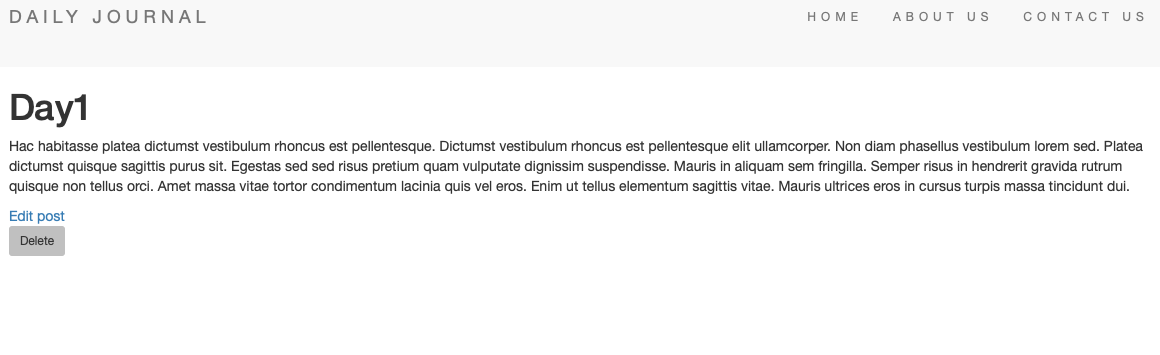 DAILY JOURNAL
HOME ABOUT US CONTACT US
Day1
Hac habitasse platea dictumst vestibulum rhoncus est pellentesque. Dictumst vestibulum rhoncus est pellentesque elit ullamcorper. Non diam phasellus vestibulum lorem sed. Platea
dictumst quisque sagittis purus sit. Egestas sed sed risus pretium quam vulputate dignissim suspendisse. Mauris in aliquam sem fringilla. Semper risus in hendrerit gravida rutrum
quisque non tellus orci. Amet massa vitae tortor condimentum lacinia quis vel eros. Enim ut tellus elementum sagittis vitae. Mauris ultrices eros in cursus turpis massa tincidunt dui.
Edit post
Delete